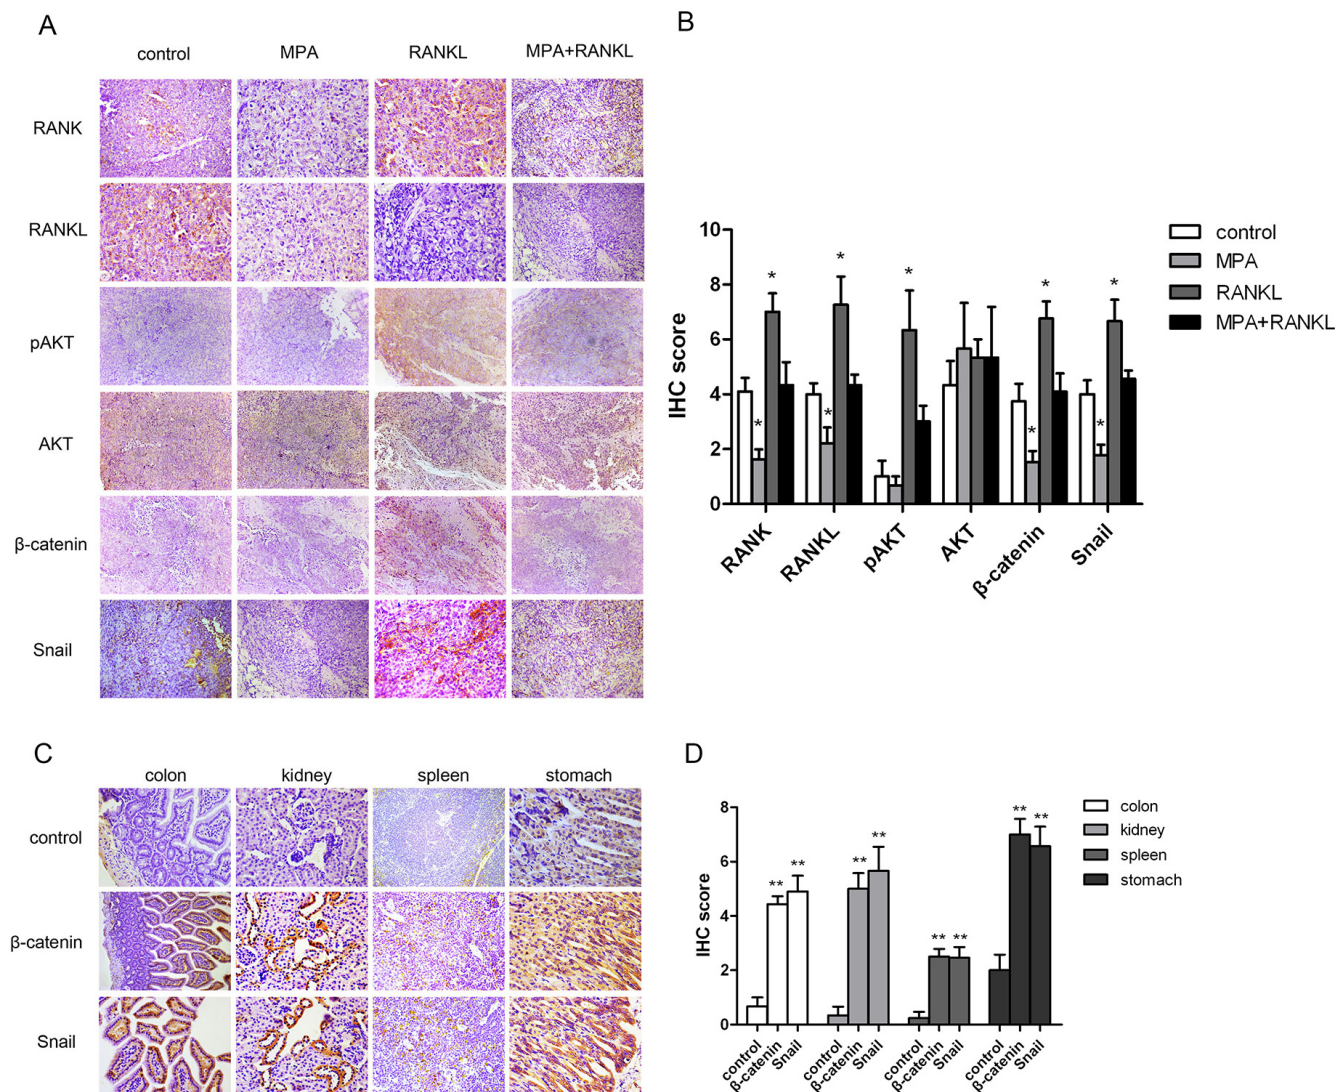 A
control MPA RANKL MPA+RANKL
RANK
RANKL
pAKT
AKT
β-catenin
Snail
B
IHC score
10
8
6
4
2
0
* * * * * * * * *
RANK RANKL pAKT AKT β-catenin Snail
control
MPA
RANKL
MPA+RANKL
C
colon kidney spleen stomach
control
β-catenin
Snail
D
IHC score
8
6
4
2
0
** ** ** ** ** ** ** **
control β-catenin Snail control β-catenin Snail control β-catenin Snail control β-catenin Snail
colon
kidney
spleen
stomach